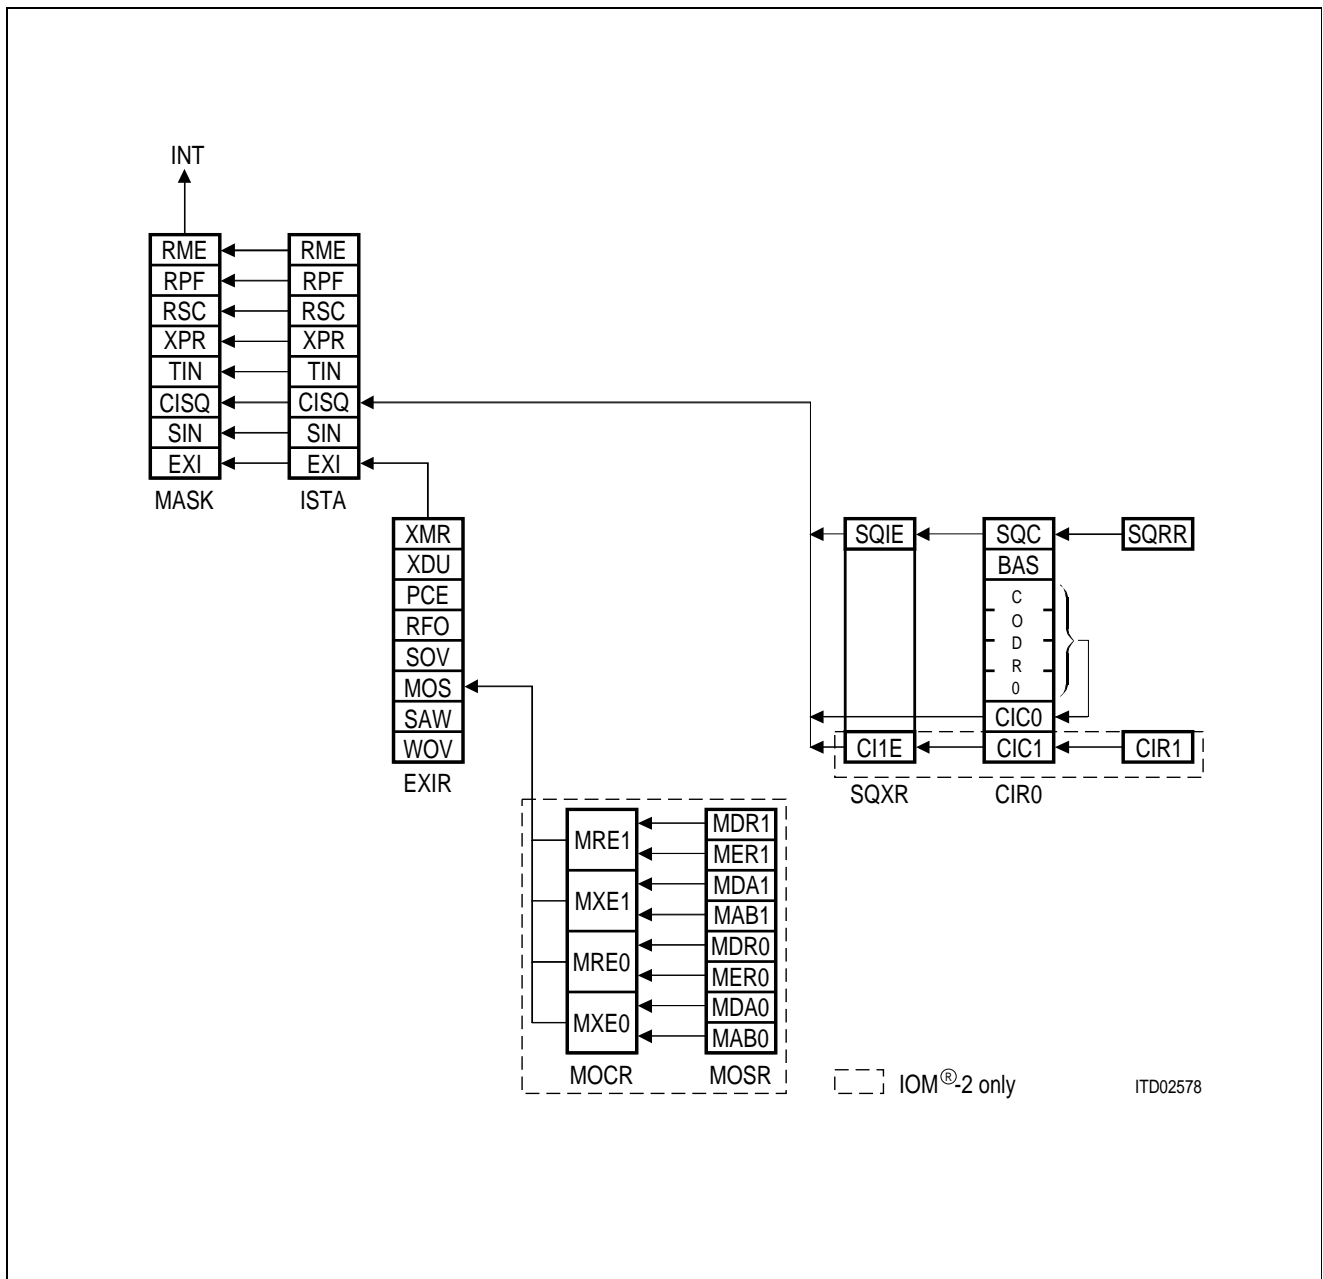 INT
RME RME
RPF RPF
RSC RSC
XPR XPR
TIN TIN
CISQ CISQ
SIN SIN
EXI EXI
MASK ISTA
XMR
XDU
PCE
RFO
SOV
MOS
SAW
WOV
EXIR
SQIE SQC SQRR
BAS
C
O
D
R
0
CIC0
CI1E CIC1 CIR1
SQXR CIR0
MRE1
MXE1
MRE0
MXE0
MOCR
MDR1
MER1
MDA1
MAB1
MDR0
MER0
MDA0
MAB0
MOSR
IOM®-2 only
ITD02578